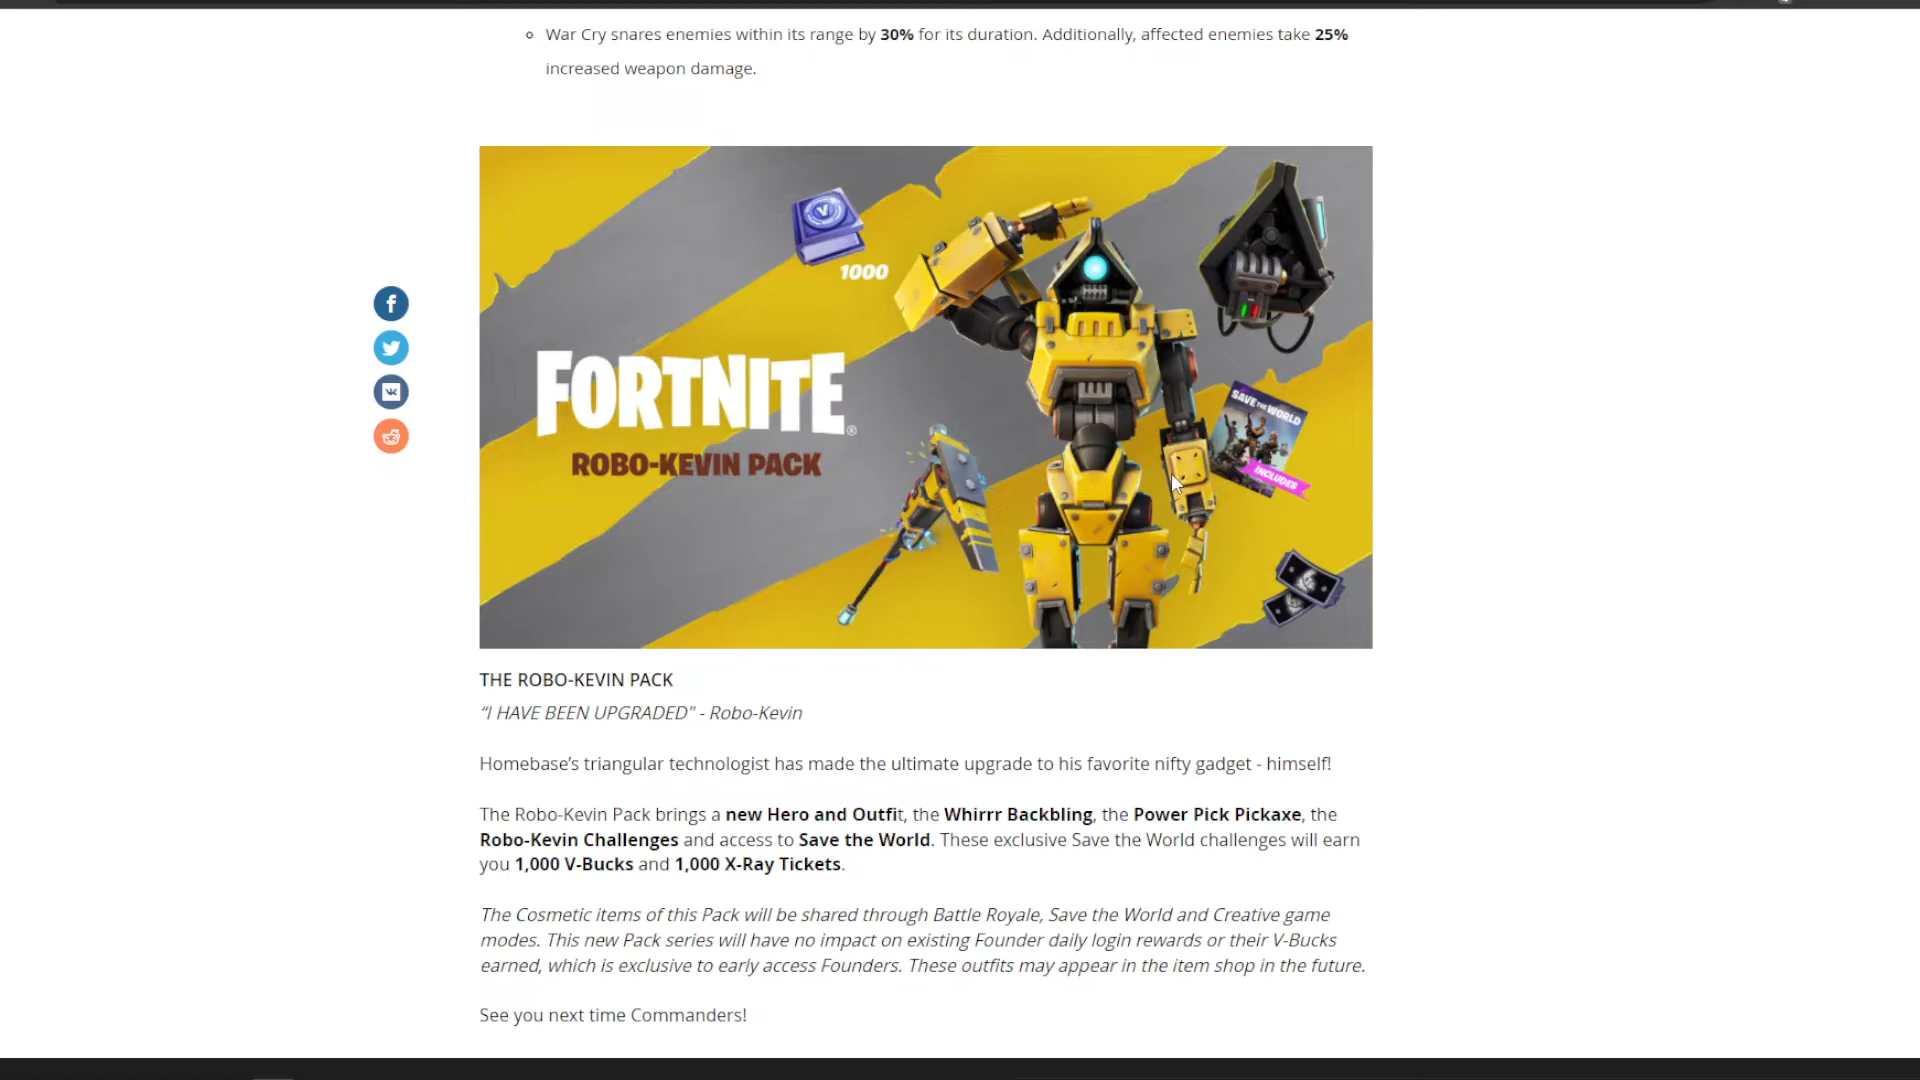 War Cry snares enemies within its range by 30% for its duration. Additionally, affected enemies take 25%
increased weapon damage.
1000
FORTNITE®
ROBO-KEVIN PACK
SAVE THE WORLD
INCLUDES
THE ROBO-KEVIN PACK
“I HAVE BEEN UPGRADED” - Robo-Kevin
Homebase’s triangular technologist has made the ultimate upgrade to his favorite nifty gadget - himself!
The Robo-Kevin Pack brings a new Hero and Outfit, the Whirrr Backbling, the Power Pick Pickaxe, the
Robo-Kevin Challenges and access to Save the World. These exclusive Save the World challenges will earn
you 1,000 V-Bucks and 1,000 X-Ray Tickets.
The Cosmetic items of this Pack will be shared through Battle Royale, Save the World and Creative game
modes. This new Pack series will have no impact on existing Founder daily login rewards or their V-Bucks
earned, which is exclusive to early access Founders. These outfits may appear in the item shop in the future.
See you next time Commanders!